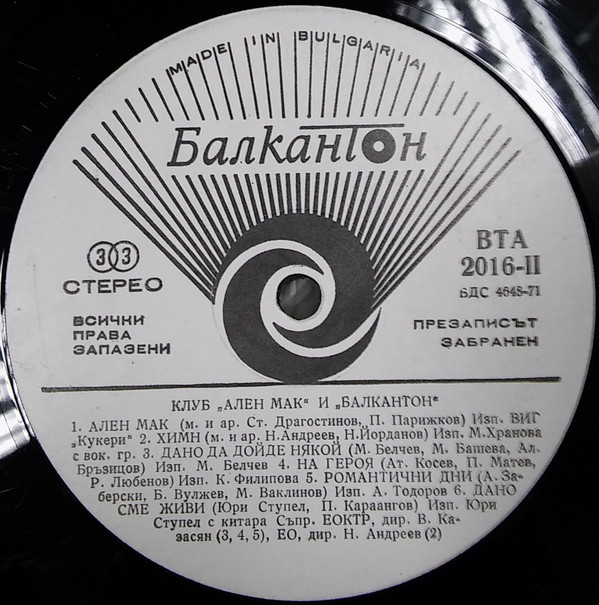 MADE IN BULGARIA
Балкантон
33
СТЕРЕО
ВСИЧКИ
ПРАВА
ЗАПАЗЕНИ
ВТА
2016-II
БДС 4648-71
ПРЕЗАПИСЪТ
ЗАБРАНЕН
КЛУБ „АЛЕН МАК“ И „БАЛКАНТОН“
1. АЛЕН МАК (м. и ар. Ст. Драгостинов, П. Парижков) Изп. ВИГ
„Кукери“ 2. ХИМН (м. и ар. Н.Андреев, Н.Йорданов) Изп. М.Хранова
с вок. гр. 3. ДАНО ДА ДОЙДЕ НЯКОЙ (М. Белчев, М. Башева, Ал.
Бръзицов) Изп. М. Белчев 4. НА ГЕРОЯ (Ат. Косев, П. Матев,
Р. Любенов) Изп. К. Филипова 5. РОМАНТИЧНИ ДНИ (А. За-
берски, Б. Вулжев, М. Ваклинов) Изп. А. Тодоров 6. ДАНО
СМЕ ЖИВИ (Юри Ступел, П. Караангов) Изп. Юри
Ступел с китара Съпр. ЕОКТР, дир. В. Ка-
засян (3, 4, 5), ЕО, дир. Н. Андреев (2)